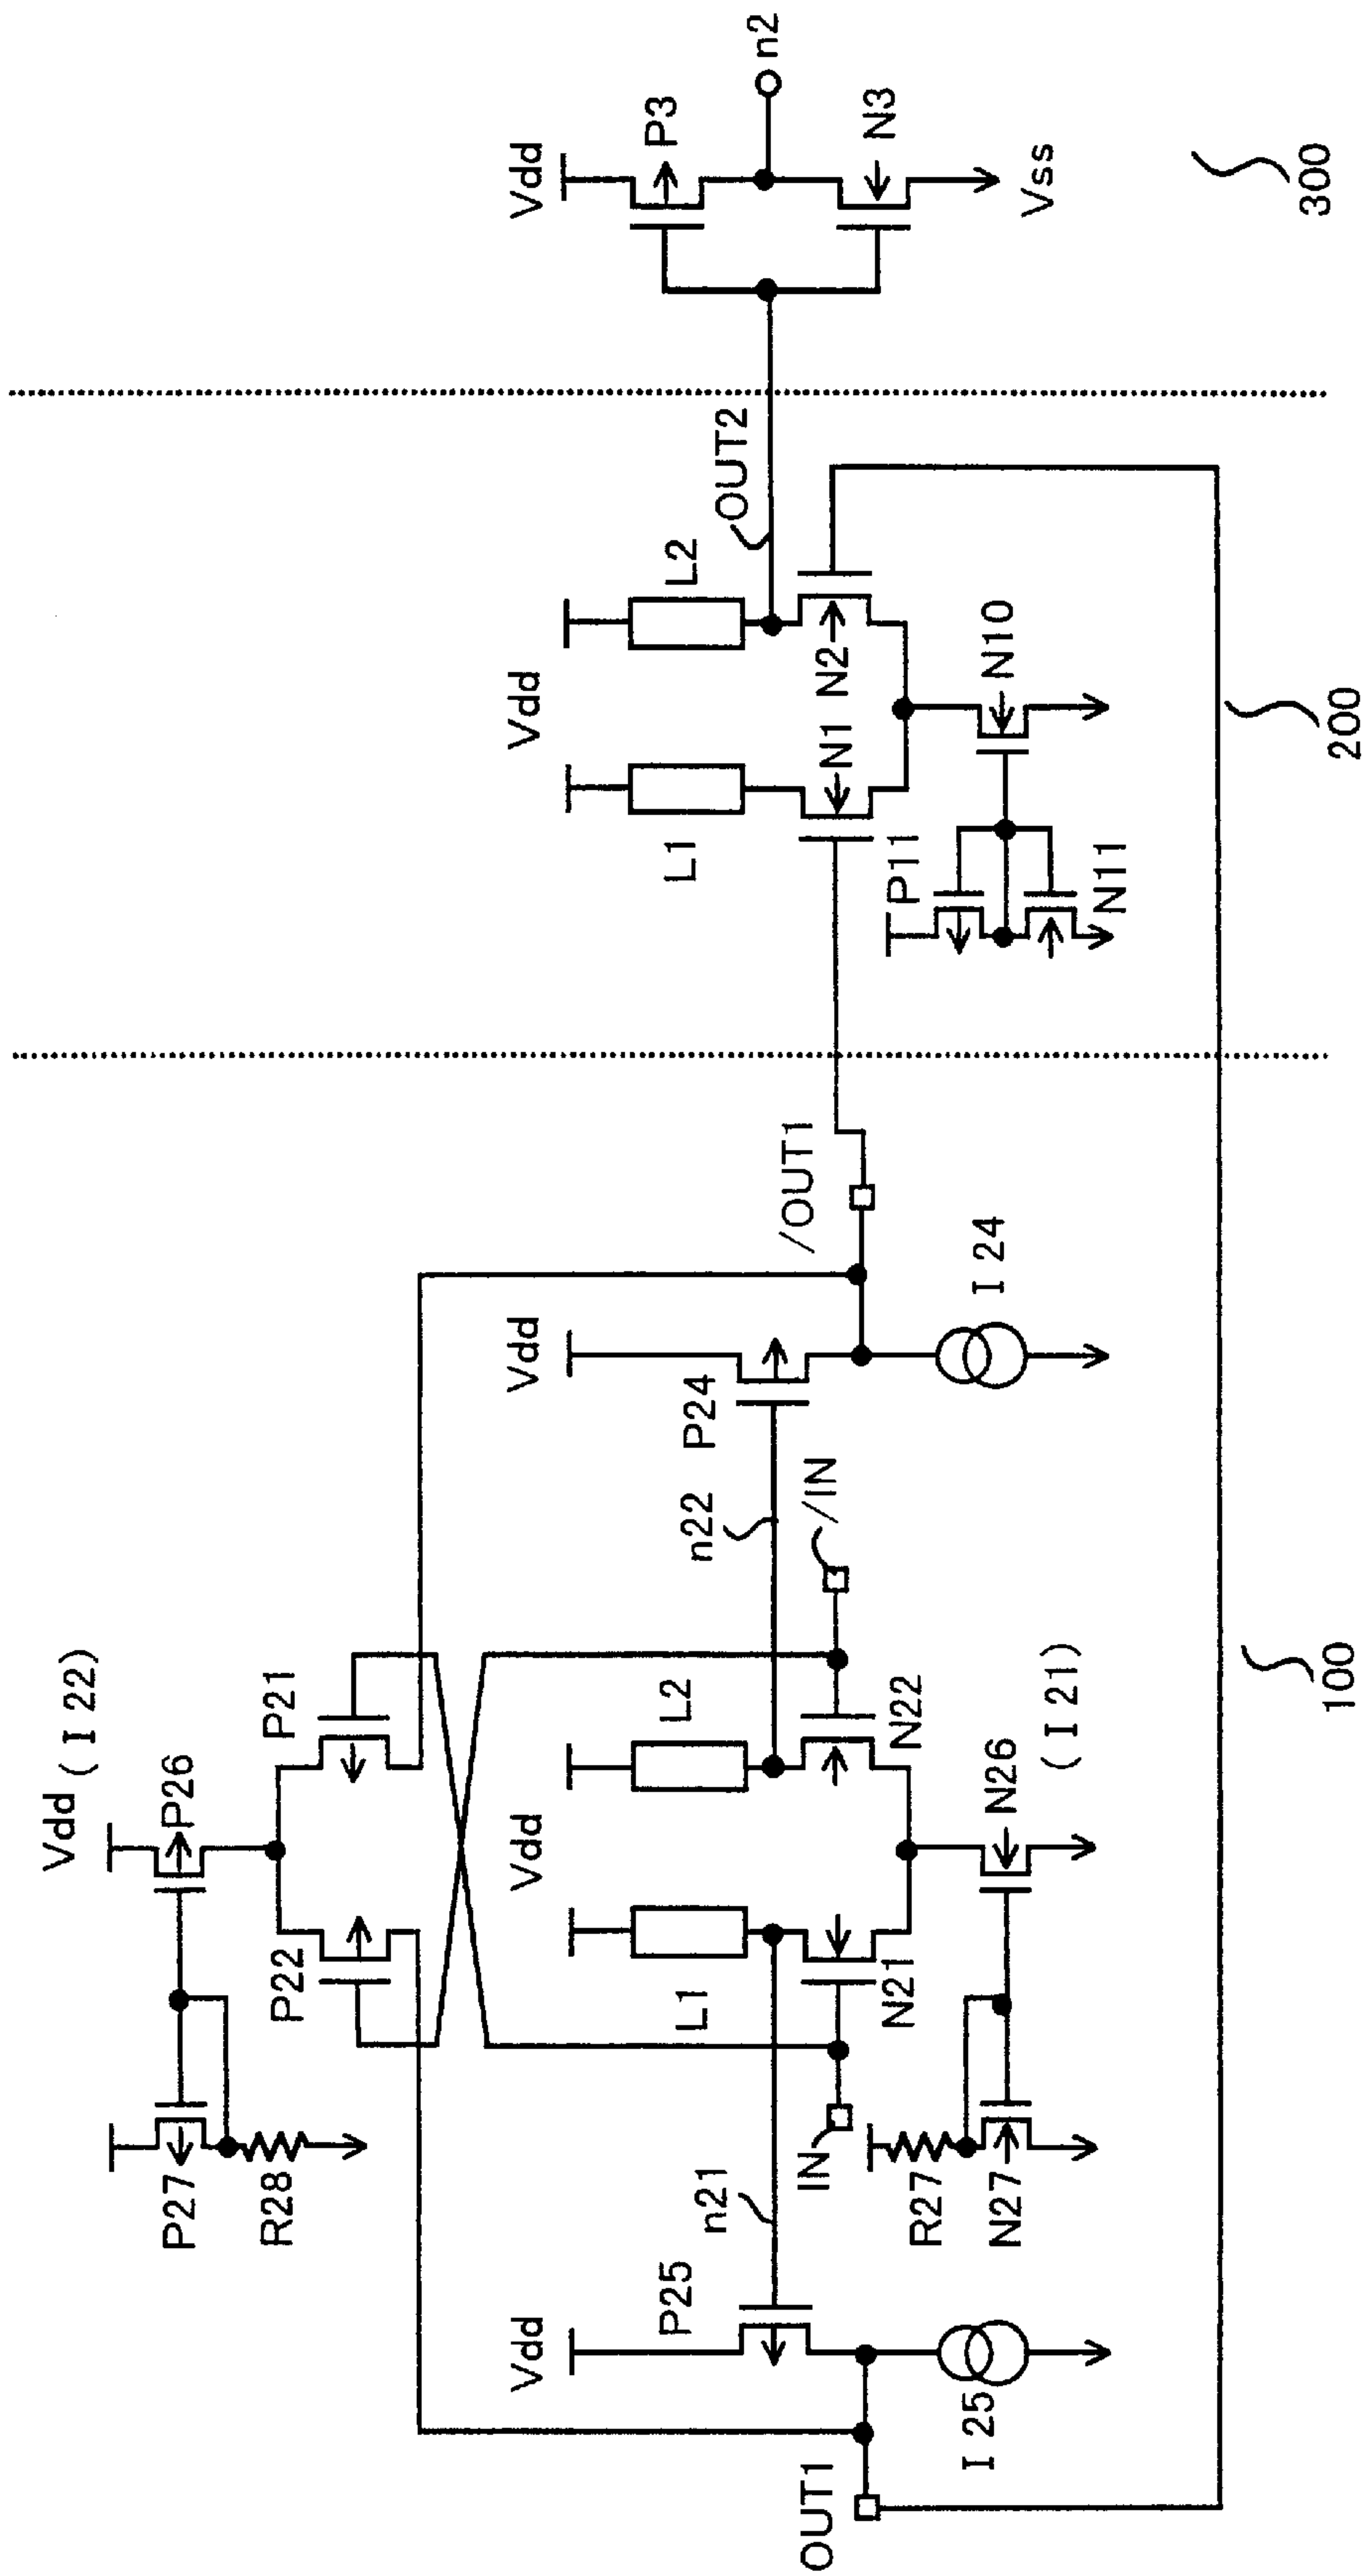 Vdd ( I 22)
P27
P26
R28
P22
P21
Vdd
P25
n21
L1
Vdd
L2
n22
P24
Vdd
/OUT1
IN
N21
N22
/IN
OUT1
I 25
R27
N27
N26
( I 21)
I 24
100
Vdd
L1
L2
OUT2
N1
N2
P11
N11
N10
200
Vdd
P3
n2
N3
Vss
300